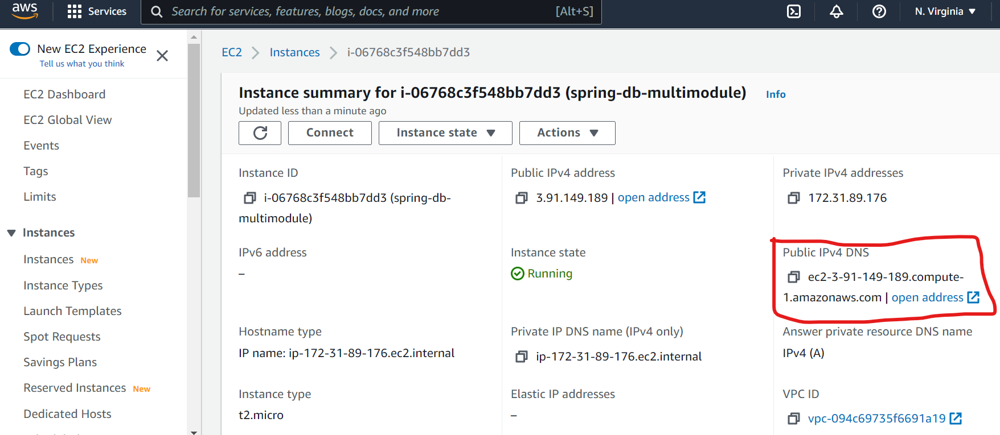 aws
Services
Search for services, features, blogs, docs, and more
[Alt+S]
N. Virginia
New EC2 Experience
Tell us what you think
EC2 Dashboard
EC2 Global View
Events
Tags
Limits
Instances
Instances New
Instance Types
Launch Templates
Spot Requests
Savings Plans
Reserved Instances New
Dedicated Hosts
EC2 > Instances > i-06768c3f548bb7dd3
Instance summary for i-06768c3f548bb7dd3 (spring-db-multimodule) Info
Updated less than a minute ago
Connect
Instance state
Actions
Instance ID
i-06768c3f548bb7dd3 (spring-db-
multimodule)
Public IPv4 address
3.91.149.189 | open address
Private IPv4 addresses
172.31.89.176
IPv6 address
–
Instance state
Running
Public IPv4 DNS
ec2-3-91-149-189.compute-
1.amazonaws.com | open address
Hostname type
IP name: ip-172-31-89-176.ec2.internal
Private IP DNS name (IPv4 only)
ip-172-31-89-176.ec2.internal
Answer private resource DNS name
IPv4 (A)
Instance type
t2.micro
Elastic IP addresses
–
VPC ID
vpc-094c69735f6691a19